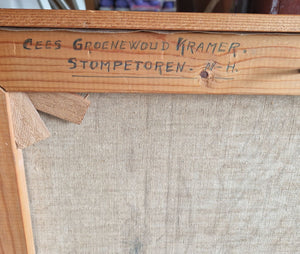 CEES GROENEWOUD KRAMER.
STOMPETOREN. N H.